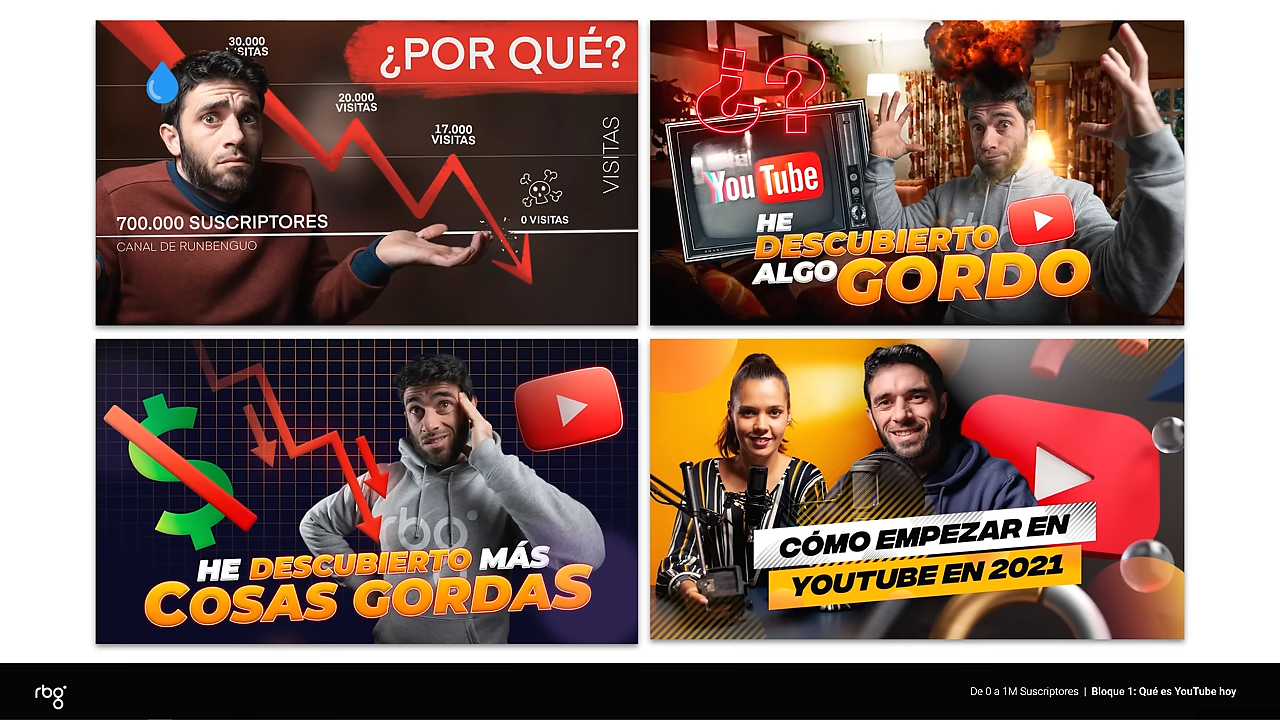 30.000
VISITAS
¿POR QUÉ?
20.000
VISITAS
17.000
VISITAS
VISITAS
0 VISITAS
700.000 SUSCRIPTORES
CANAL DE RUNBENGUO
¿?
YouTube
HE
DESCUBIERTO
ALGO GORDO
$
rbg
HE DESCUBIERTO MÁS
COSAS GORDAS
CÓMO EMPEZAR EN
YOUTUBE EN 2021
rbg
De 0 a 1M Suscriptores | Bloque 1: Qué es YouTube hoy